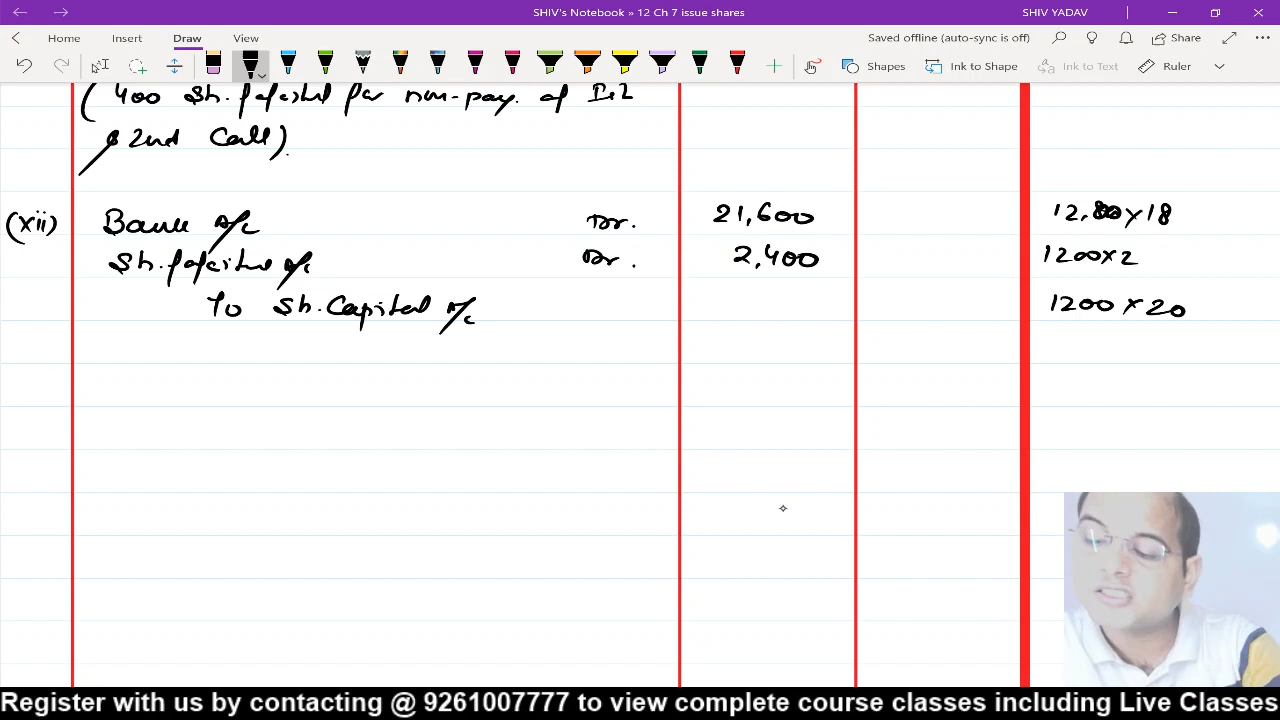 SHIV's Notebook » 12 Ch 7 issue shares
SHIV YADAV
Home Insert Draw View
Saved offline (auto-sync is off)
Share
Shapes
Ink to Shape
Ink to Text
Ruler
400 Sh. forfeited for non-pay. of Ist
& 2nd Call).
(xii) Bank A/c Dr. 21,600 12,00×18
Sh. forfeited A/c Dr. 2,400 1200×2
To Sh. Capital A/c 1200×20
Register with us by contacting @ 9261007777 to view complete course classes including Live Classes